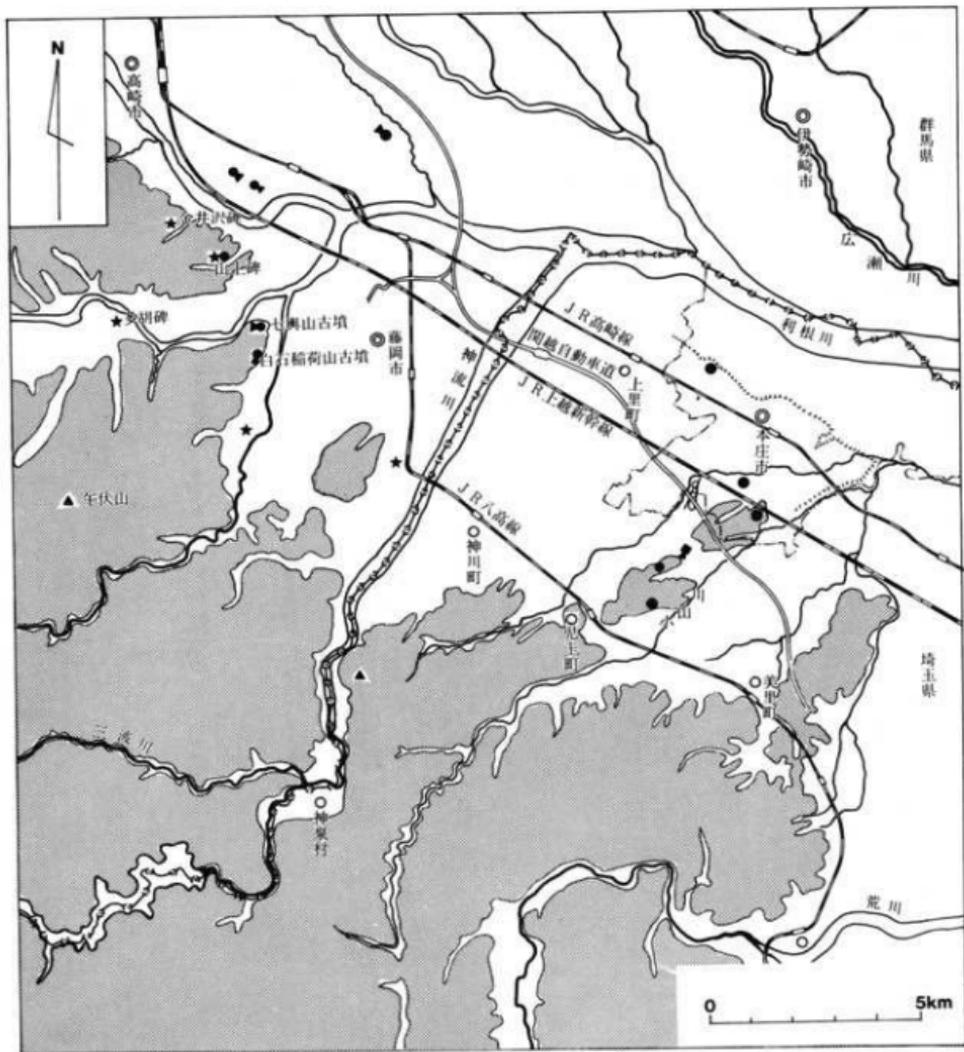 N
高崎市
伊勢崎市
群馬県
金井沢碑
山上碑
多胡碑
七輿山古墳
白石稲荷山古墳
藤岡市
神流川
広瀬川
利根川
JR高崎線
関越自動車道
上里町
JR上越新幹線
本庄市
JR八高線
神川町
児玉町
美里町
埼玉県
三波川
神泉村
荒川
0
5km